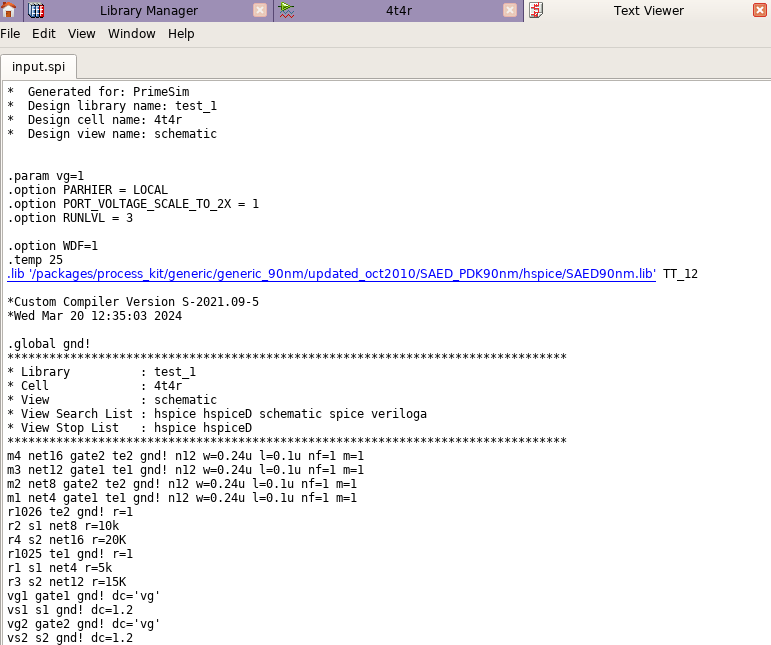 Library Manager 4t4r Text Viewer
File Edit View Window Help
input.spi
*  Generated for: PrimeSim
*  Design library name: test_1
*  Design cell name: 4t4r
*  Design view name: schematic
.param vg=1
.option PARHIER = LOCAL
.option PORT_VOLTAGE_SCALE_TO_2X = 1
.option RUNLVL = 3
.option WDF=1
.temp 25
.lib '/packages/process_kit/generic/generic_90nm/updated_oct2010/SAED_PDK90nm/hspice/SAED90nm.lib' TT_12
*Custom Compiler Version S-2021.09-5
*Wed Mar 20 12:35:03 2024
.global gnd!
********************************************************************************
* Library          : test_1
* Cell             : 4t4r
* View             : schematic
* View Search List : hspice hspiceD schematic spice veriloga
* View Stop List   : hspice hspiceD
********************************************************************************
m4 net16 gate2 te2 gnd! n12 w=0.24u l=0.1u nf=1 m=1
m3 net12 gate1 te1 gnd! n12 w=0.24u l=0.1u nf=1 m=1
m2 net8 gate2 te2 gnd! n12 w=0.24u l=0.1u nf=1 m=1
m1 net4 gate1 te1 gnd! n12 w=0.24u l=0.1u nf=1 m=1
r1026 te2 gnd! r=1
r2 s1 net8 r=10k
r4 s2 net16 r=20K
r1025 te1 gnd! r=1
r1 s1 net4 r=5k
r3 s2 net12 r=15K
vg1 gate1 gnd! dc='vg'
vs1 s1 gnd! dc=1.2
vg2 gate2 gnd! dc='vg'
vs2 s2 gnd! dc=1.2